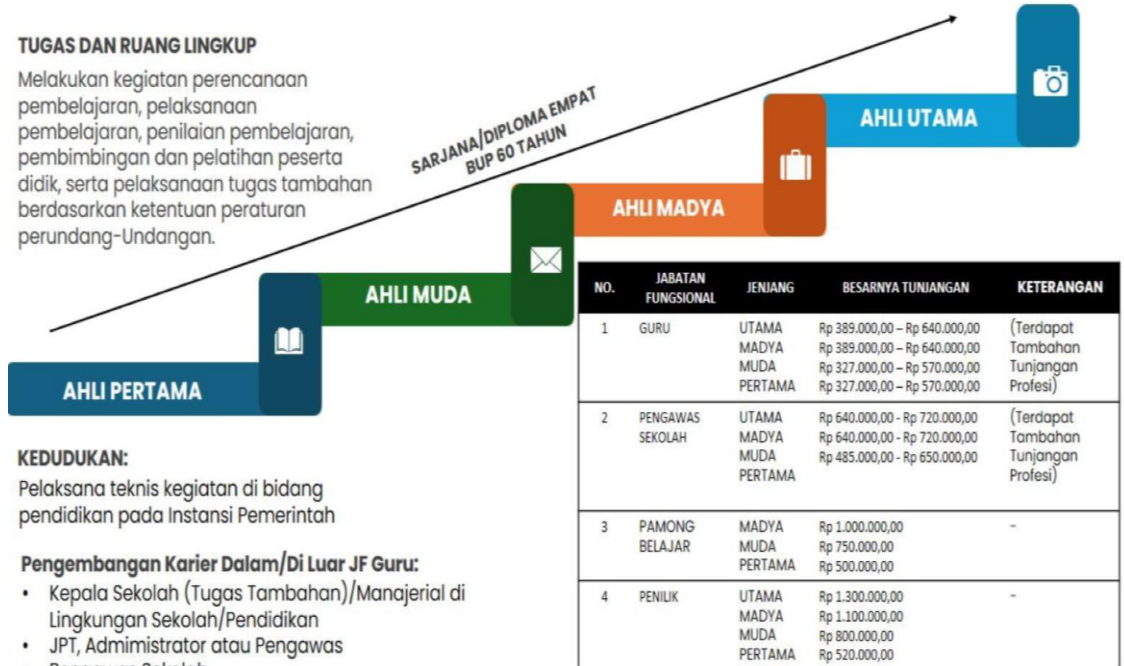 TUGAS DAN RUANG LINGKUP
Melakukan kegiatan perencanaan
pembelajaran, pelaksanaan
pembelajaran, penilaian pembelajaran,
pembimbingan dan pelatihan peserta
didik, serta pelaksanaan tugas tambahan
berdasarkan ketentuan peraturan
perundang-Undangan.
SARJANA/DIPLOMA EMPAT
BUP 60 TAHUN
AHLI UTAMA
AHLI MADYA
AHLI MUDA
AHLI PERTAMA
KEDUDUKAN:
Pelaksana teknis kegiatan di bidang
pendidikan pada Instansi Pemerintah
Pengembangan Karier Dalam/Di Luar JF Guru:
• Kepala Sekolah (Tugas Tambahan)/Manajerial di
Lingkungan Sekolah/Pendidikan
• JPT, Admimistrator atau Pengawas
• Pengawas Sekolah
NO. JABATAN FUNGSIONAL JENJANG BESARNYA TUNJANGAN KETERANGAN
1 GURU UTAMA Rp 389.000,00 – Rp 640.000,00 (Terdapat
MADYA Rp 389.000,00 – Rp 640.000,00 Tambahan
MUDA Rp 327.000,00 – Rp 570.000,00 Tunjangan
PERTAMA Rp 327.000,00 – Rp 570.000,00 Profesi)
2 PENGAWAS UTAMA Rp 640.000,00 - Rp 720.000,00 (Terdapat
SEKOLAH MADYA Rp 640.000,00 - Rp 720.000,00 Tambahan
MUDA Rp 485.000,00 - Rp 650.000,00 Tunjangan
PERTAMA Profesi)
3 PAMONG MADYA Rp 1.000.000,00 -
BELAJAR MUDA Rp 750.000,00
PERTAMA Rp 500.000,00
4 PENILIK UTAMA Rp 1.300.000,00 -
MADYA Rp 1.100.000,00
MUDA Rp 800.000,00
PERTAMA Rp 520.000,00